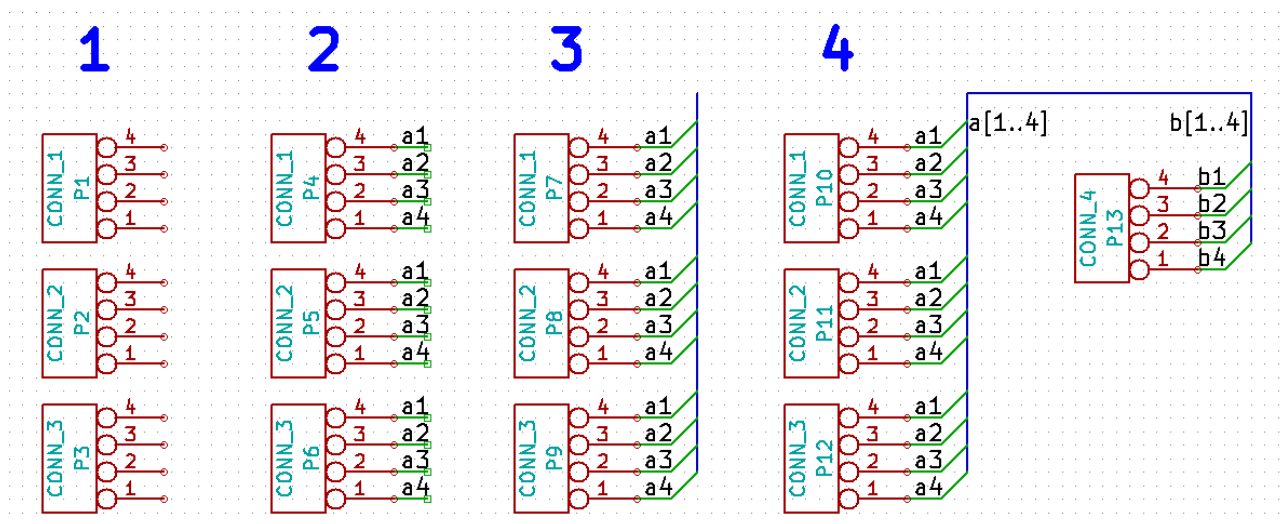 1 2 3 4
a[1..4] b[1..4]
CONN_1 P1 4 3 2 1
CONN_1 P4 4 a1 3 a2 2 a3 1 a4
CONN_1 P7 4 a1 3 a2 2 a3 1 a4
CONN_1 P10 4 a1 3 a2 2 a3 1 a4
CONN_4 P13 4 b1 3 b2 2 b3 1 b4
CONN_2 P2 4 3 2 1
CONN_2 P5 4 a1 3 a2 2 a3 1 a4
CONN_2 P8 4 a1 3 a2 2 a3 1 a4
CONN_2 P11 4 a1 3 a2 2 a3 1 a4
CONN_3 P3 4 3 2 1
CONN_3 P6 4 a1 3 a2 2 a3 1 a4
CONN_3 P9 4 a1 3 a2 2 a3 1 a4
CONN_3 P12 4 a1 3 a2 2 a3 1 a4